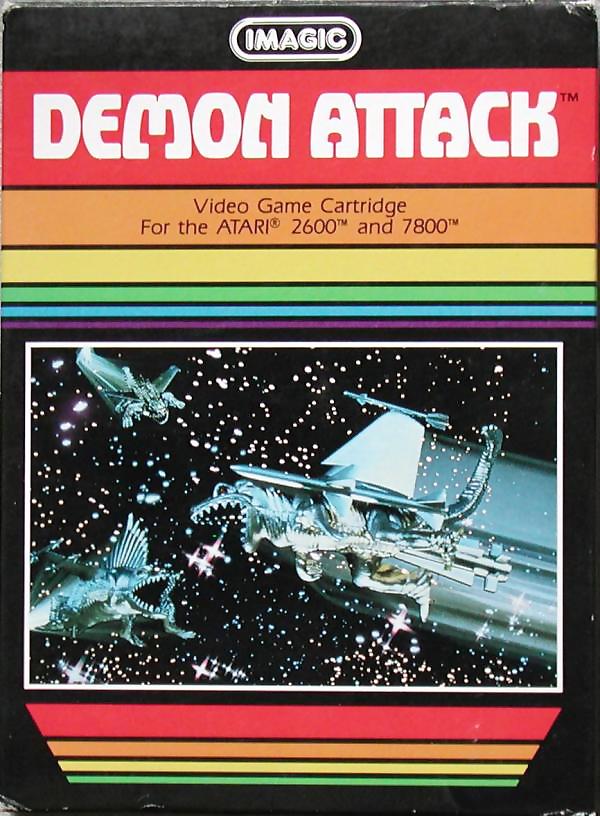 IMAGIC
DEMON ATTACK™
Video Game Cartridge
For the ATARI® 2600™ and 7800™